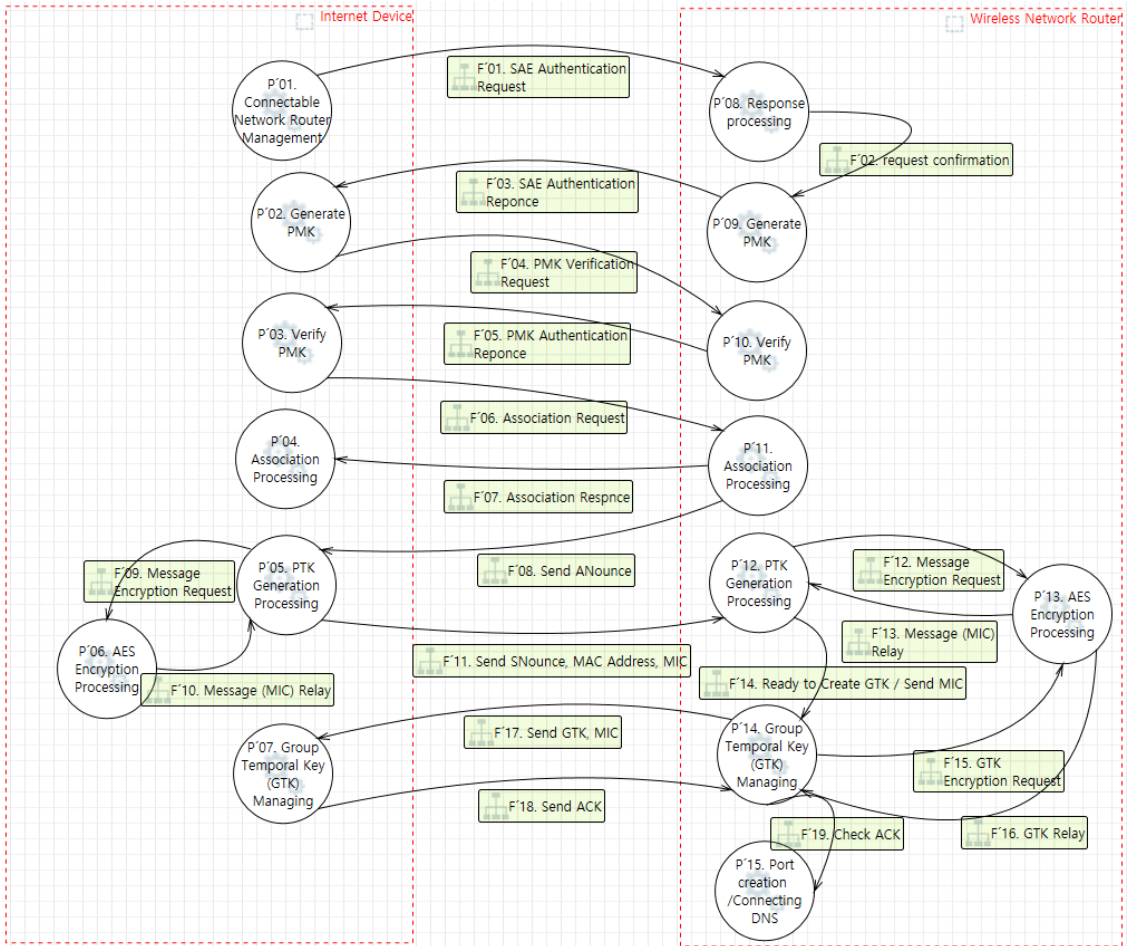 Internet Device
Wireless Network Router
P´01.
Connectable
Network Router
Management
F´01. SAE Authentication
Request
P´08. Response
processing
F´02. request confirmation
F´03. SAE Authentication
Reponce
P´02. Generate
PMK
P´09. Generate
PMK
F´04. PMK Verification
Request
P´03. Verify
PMK
F´05. PMK Authentication
Reponce
P´10. Verify
PMK
F´06. Association Request
P´04.
Association
Processing
P´11.
Association
Processing
F´07. Association Respnce
F´08. Send ANounce
F´09. Message
Encryption Request
P´05. PTK
Generation
Processing
P´12. PTK
Generation
Processing
F´12. Message
Encryption Request
P´13. AES
Encryption
Processing
F´13. Message (MIC)
Relay
P´06. AES
Encryption
Processing
F´10. Message (MIC) Relay
F´11. Send SNounce, MAC Address, MIC
F´14. Ready to Create GTK / Send MIC
P´07. Group
Temporal Key
(GTK)
Managing
F´17. Send GTK, MIC
P´14. Group
Temporal Key
(GTK)
Managing
F´15. GTK
Encryption Request
F´18. Send ACK
F´19. Check ACK
F´16. GTK Relay
P´15. Port
creation
/Connecting
DNS